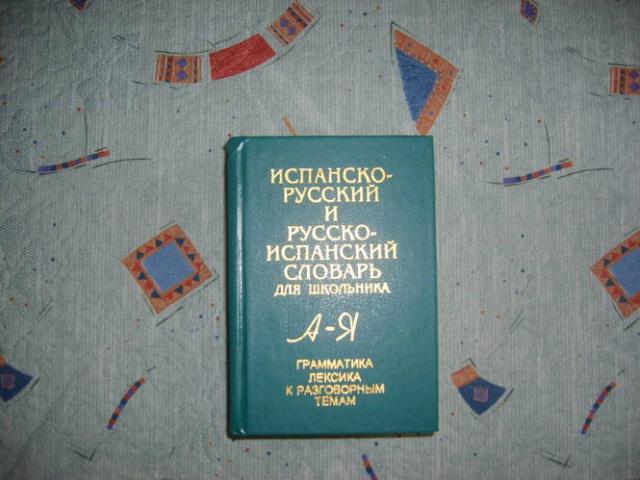 ИСПАНСКО-
РУССКИЙ
И
РУССКО-
ИСПАНСКИЙ
СЛОВАРЬ
ДЛЯ ШКОЛЬНИКА
А-Я
ГРАММАТИКА
ЛЕКСИКА
К РАЗГОВОРНЫМ
ТЕМАМ